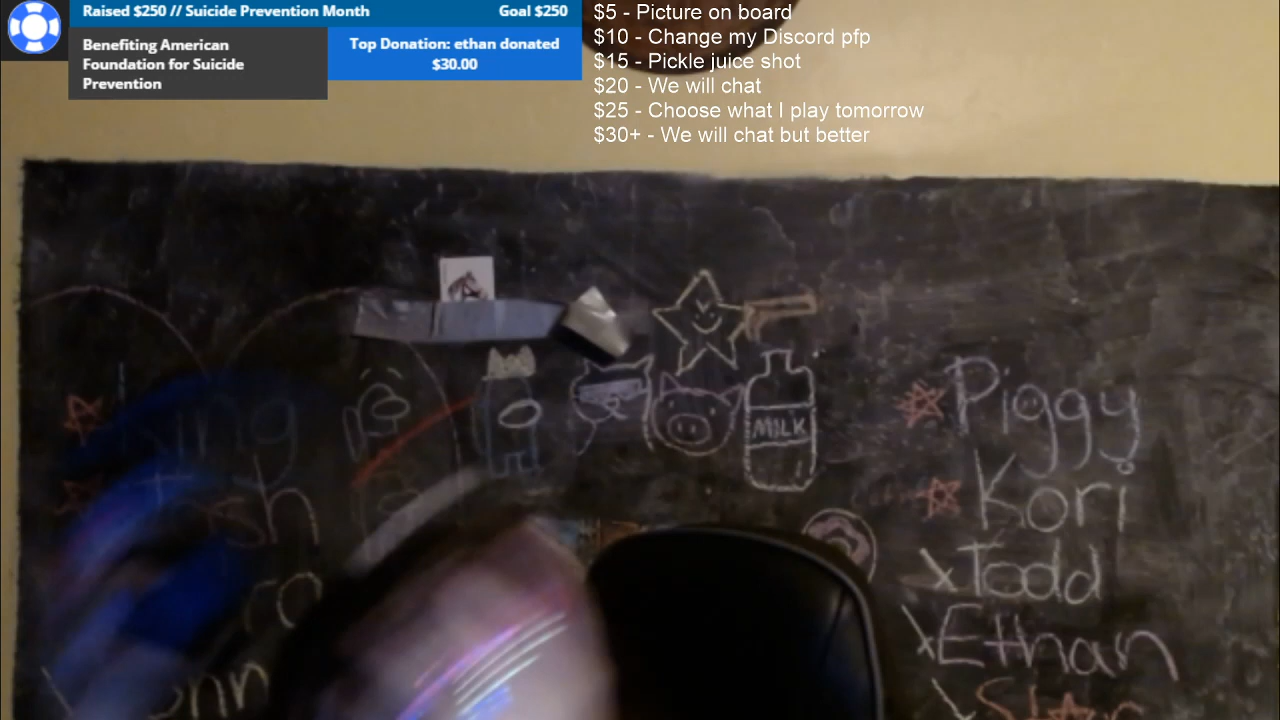 Raised $250 // Suicide Prevention Month
Goal $250
Benefiting American
Foundation for Suicide
Prevention
Top Donation: ethan donated
$30.00
$5 - Picture on board
$10 - Change my Discord pfp
$15 - Pickle juice shot
$20 - We will chat
$25 - Choose what I play tomorrow
$30+ - We will chat but better
MILK
Piggy
Kori
Todd
Ethan